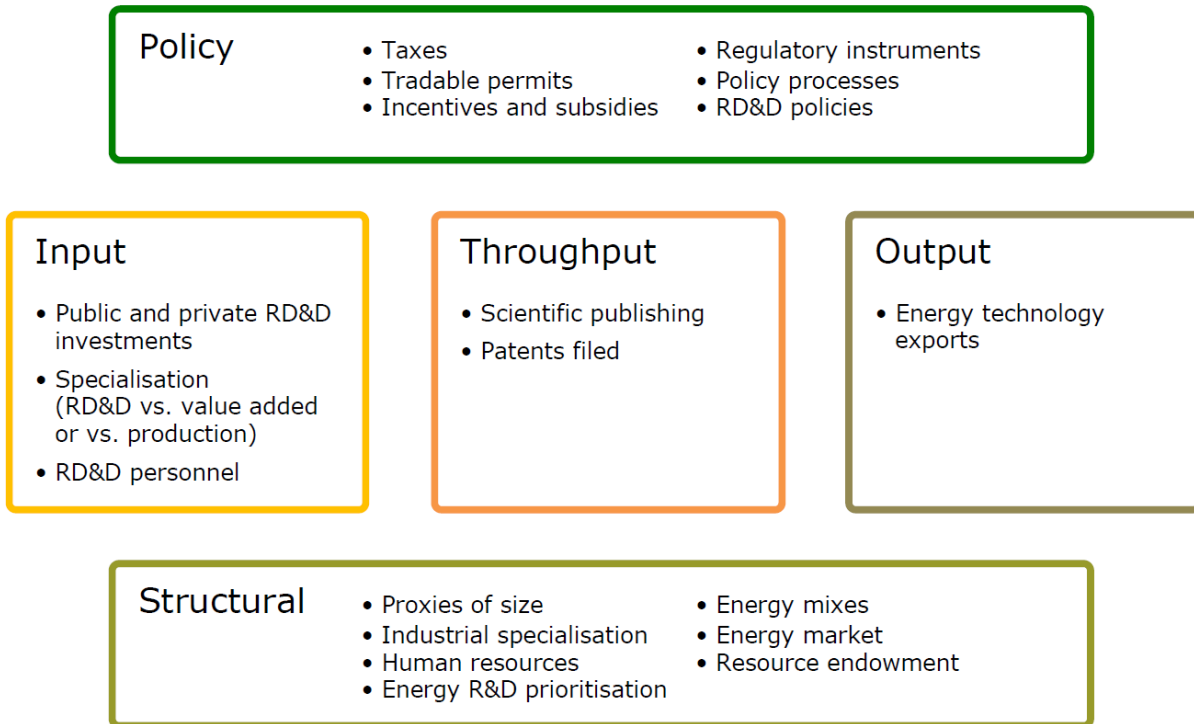 Policy
• Taxes
• Tradable permits
• Incentives and subsidies
• Regulatory instruments
• Policy processes
• RD&D policies
Input
• Public and private RD&D
investments
• Specialisation
(RD&D vs. value added
or vs. production)
• RD&D personnel
Throughput
• Scientific publishing
• Patents filed
Output
• Energy technology
exports
Structural
• Proxies of size
• Industrial specialisation
• Human resources
• Energy R&D prioritisation
• Energy mixes
• Energy market
• Resource endowment